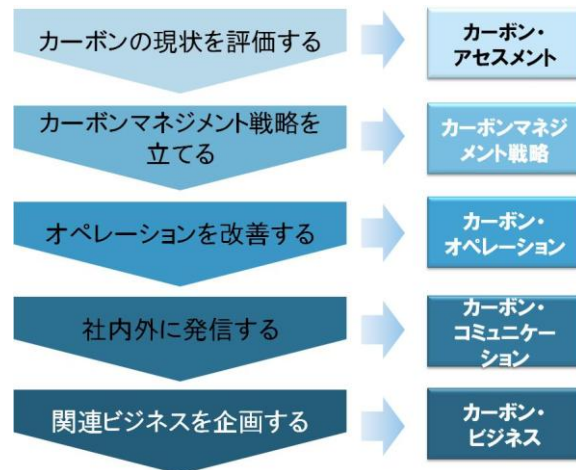 カーボンの現状を評価する
カーボン・
アセスメント
カーボンマネジメント戦略を
立てる
カーボンマネジ
メント戦略
オペレーションを改善する
カーボン・
オペレーション
社内外に発信する
カーボン・
コミュニケー
ション
関連ビジネスを企画する
カーボン・
ビジネス